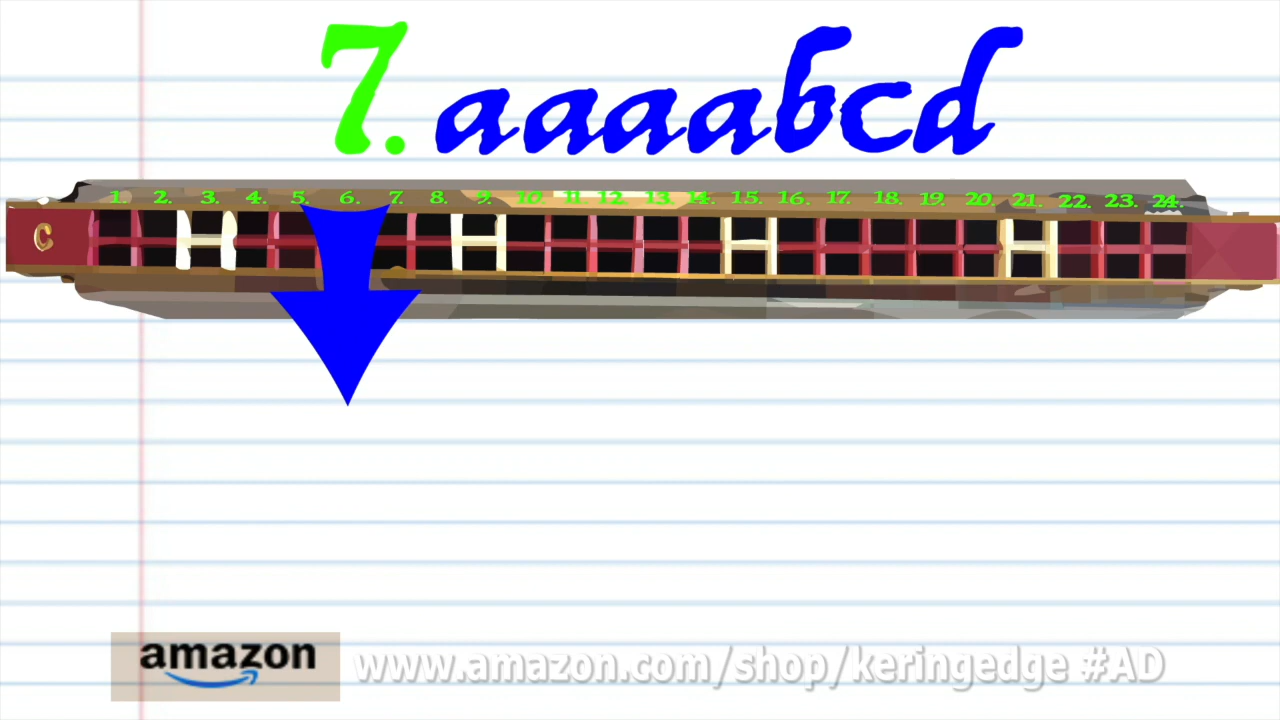 7. aaaabcd
1. 2. 3. 4. 5. 6. 7. 8. 9. 10. 11. 12. 13. 14. 15. 16. 17. 18. 19. 20. 21. 22. 23. 24.
C
amazon www.amazon.com/shop/keringedge #AD